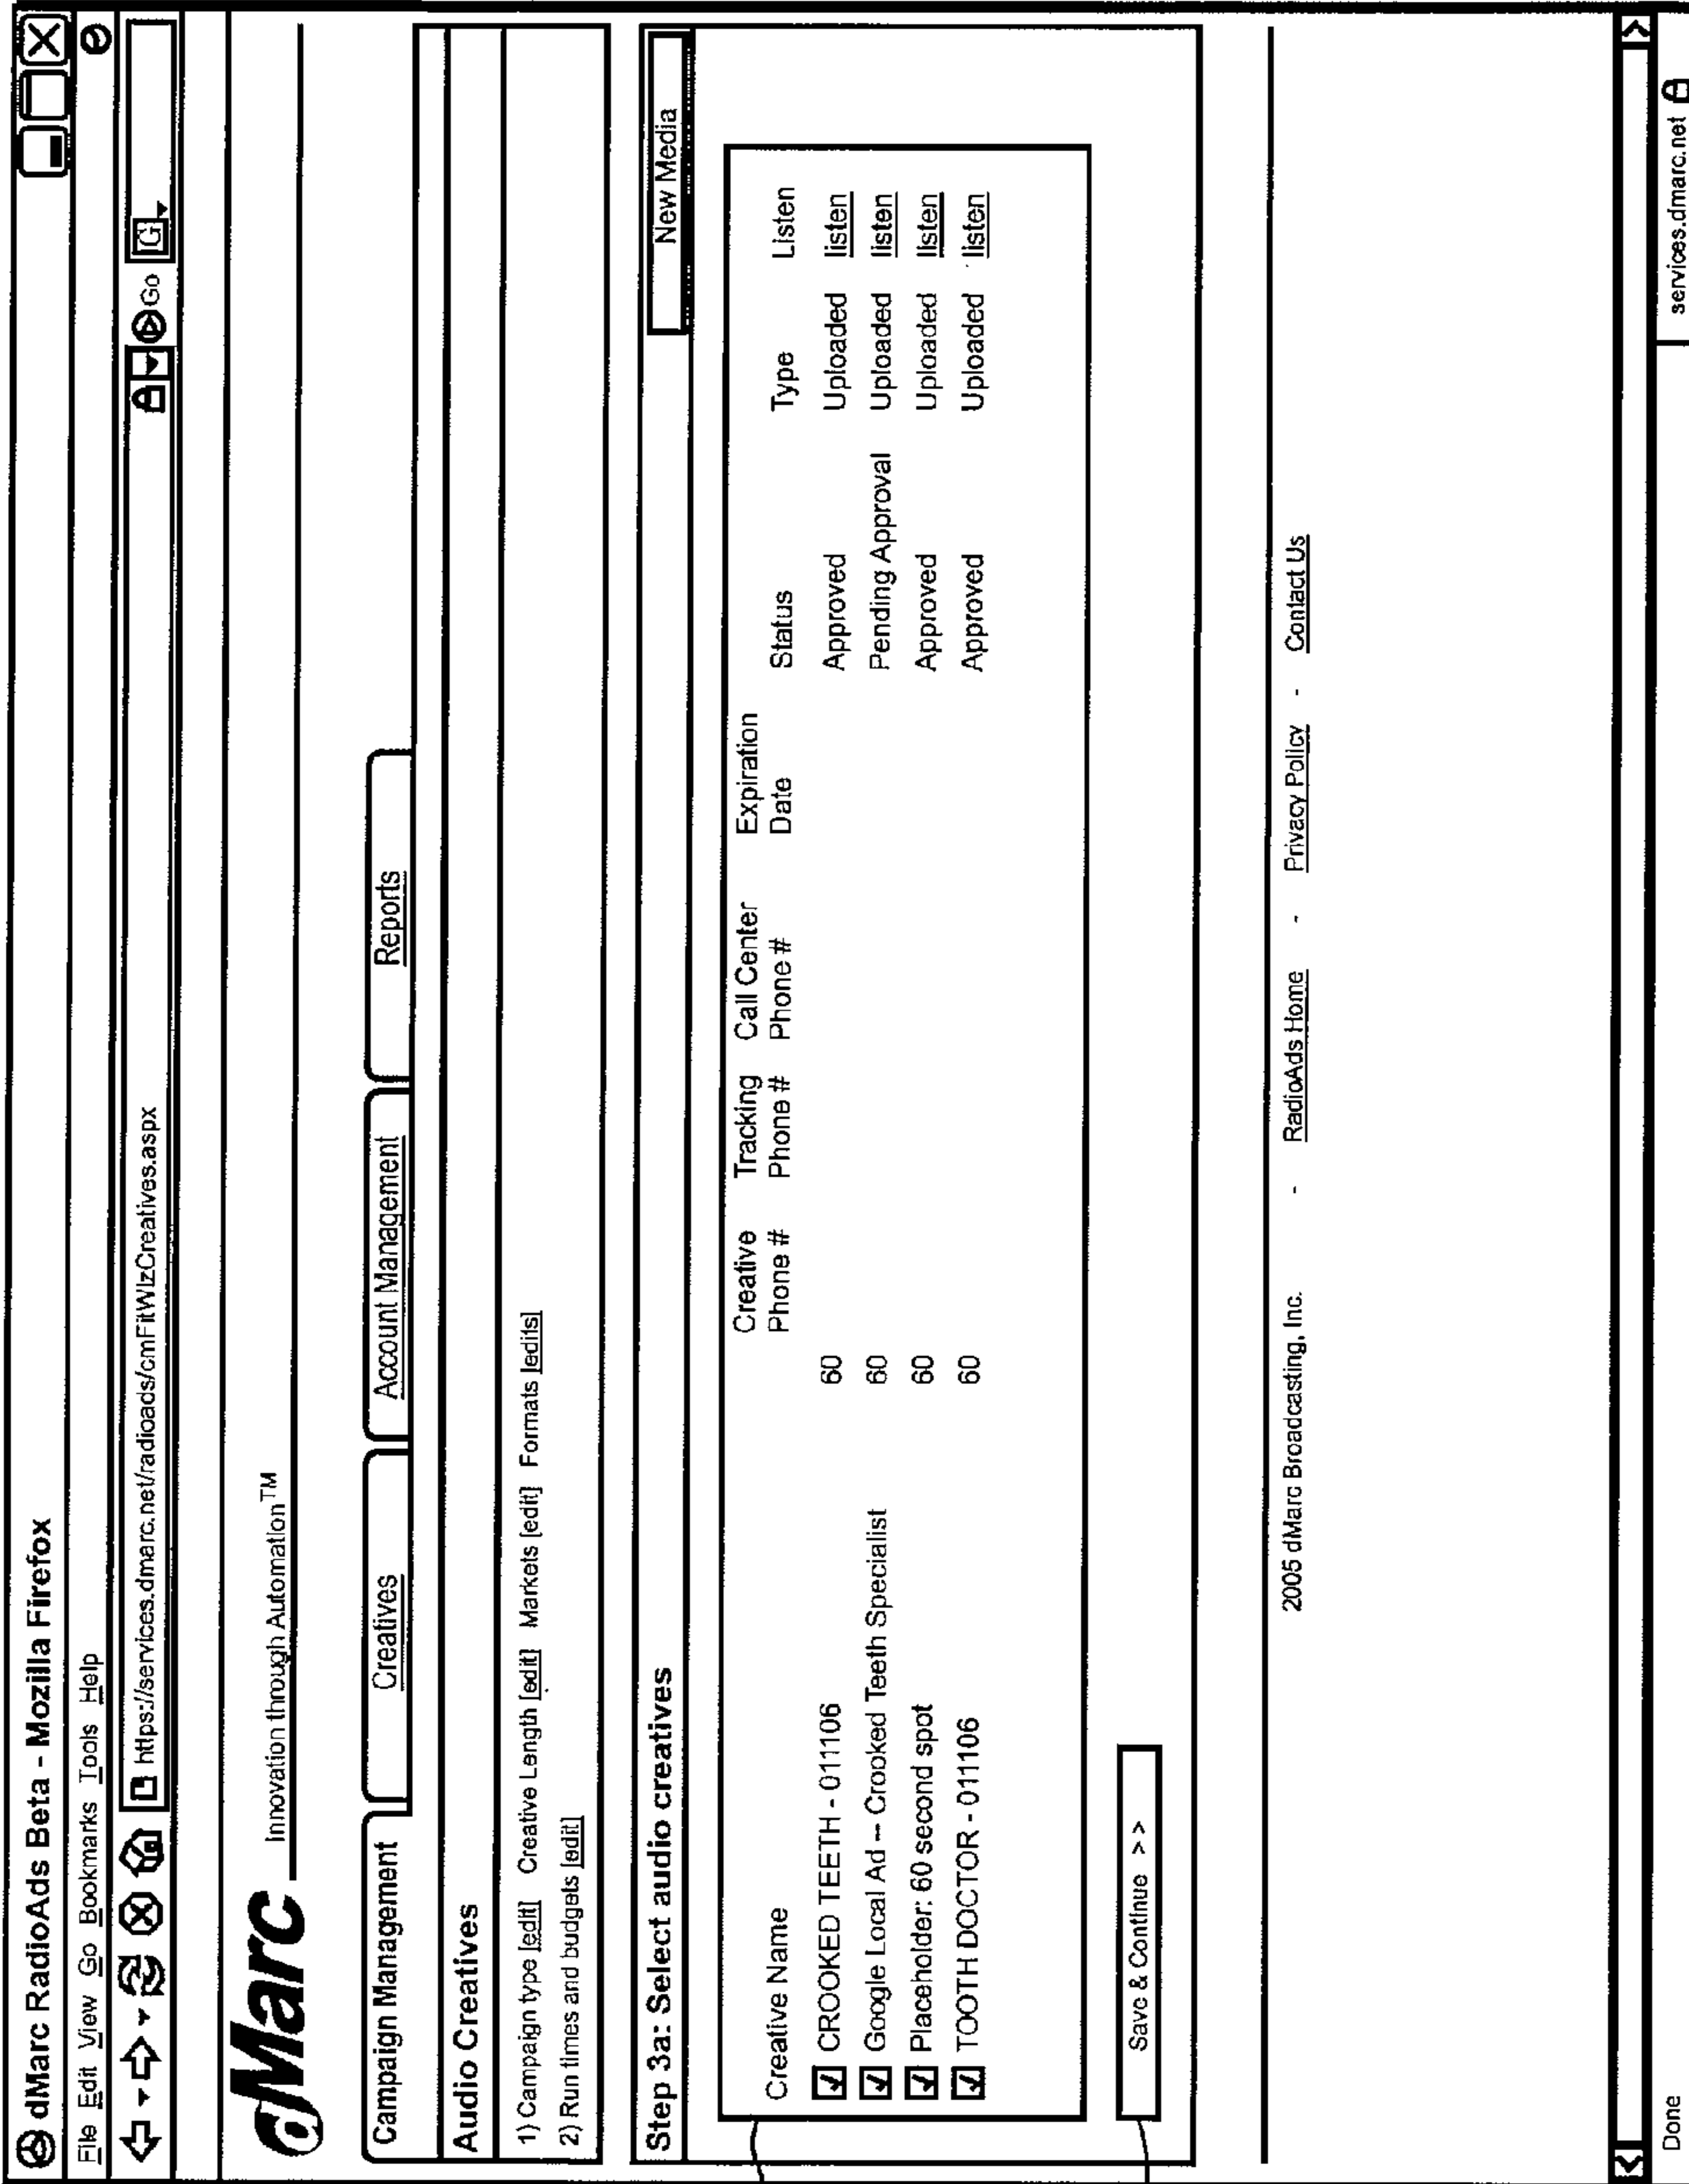 dMarc RadioAds Beta - Mozilla Firefox
File Edit View Go Bookmarks Tools Help
https://services.dmarc.net/radioads/cmFitWizCreatives.aspx Go G
dMarc Innovation through Automation™
Campaign Management Creatives Account Management Reports
Audio Creatives
1) Campaign type [edit] Creative Length [edit] Markets [edit] Formats [edits]
2) Run times and budgets [edit]
Step 3a: Select audio creatives New Media
Creative Tracking Call Center Expiration
Creative Name Phone # Phone # Phone # Date Status Type Listen
CROOKED TEETH - 011106 60 Approved Uploaded listen
Google Local Ad -- Crooked Teeth Specialist 60 Pending Approval Uploaded listen
Placeholder: 60 second spot 60 Approved Uploaded listen
TOOTH DOCTOR - 011106 60 Approved Uploaded listen
Save & Continue > >
2005 dMarc Broadcasting, Inc. - RadioAds Home - Privacy Policy - Contact Us
Done services.dmarc.net